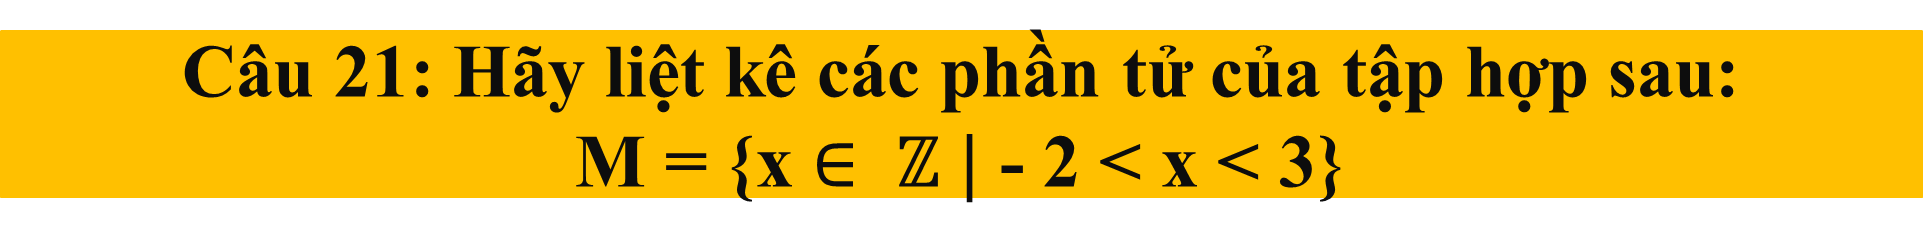 Câu 21: Hãy liệt kê các phần tử của tập hợp sau:
M = {x ∈ ℤ | - 2 < x < 3}